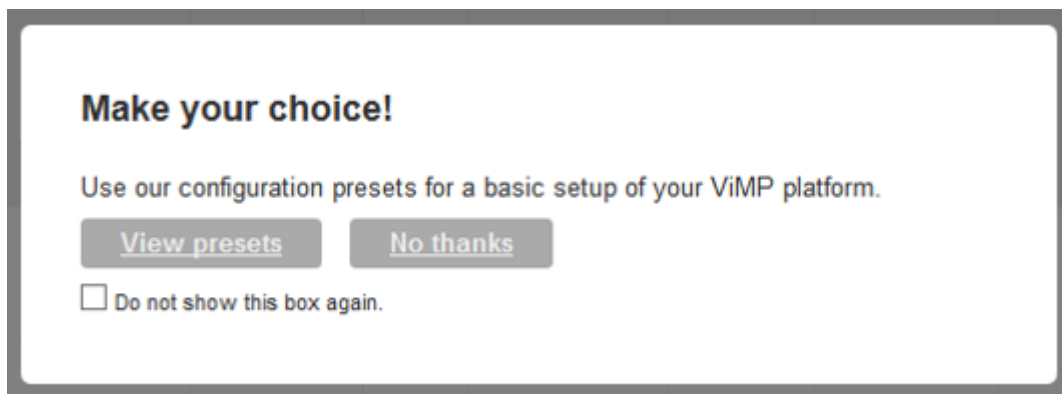 Make your choice!
Use our configuration presets for a basic setup of your ViMP platform.
View presets No thanks
Do not show this box again.